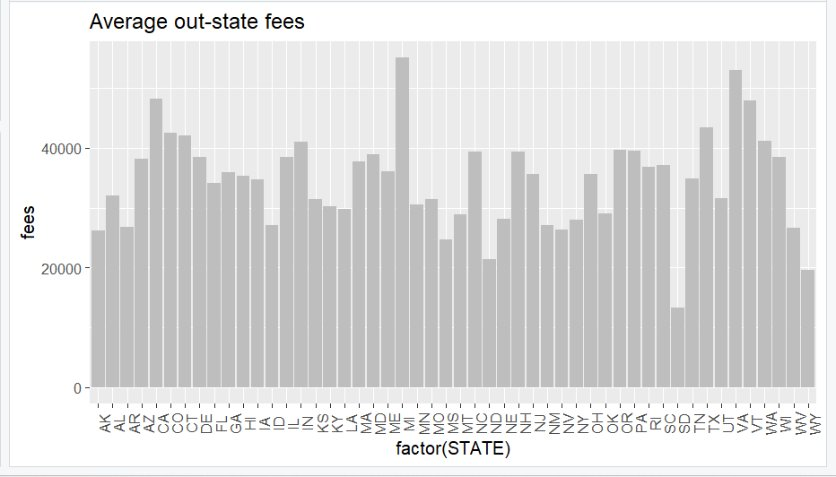 Average out-state fees
fees
40000
20000
0
AK AL AR AZ CA CO CT DE FL GA HI IA ID IL IN KS KY LA MA MD ME MI MN MO MS MT NC ND NE NH NJ NM NV NY OH OK OR PA RI SC SD TN TX UT VA VT WA WI WV WY
factor(STATE)